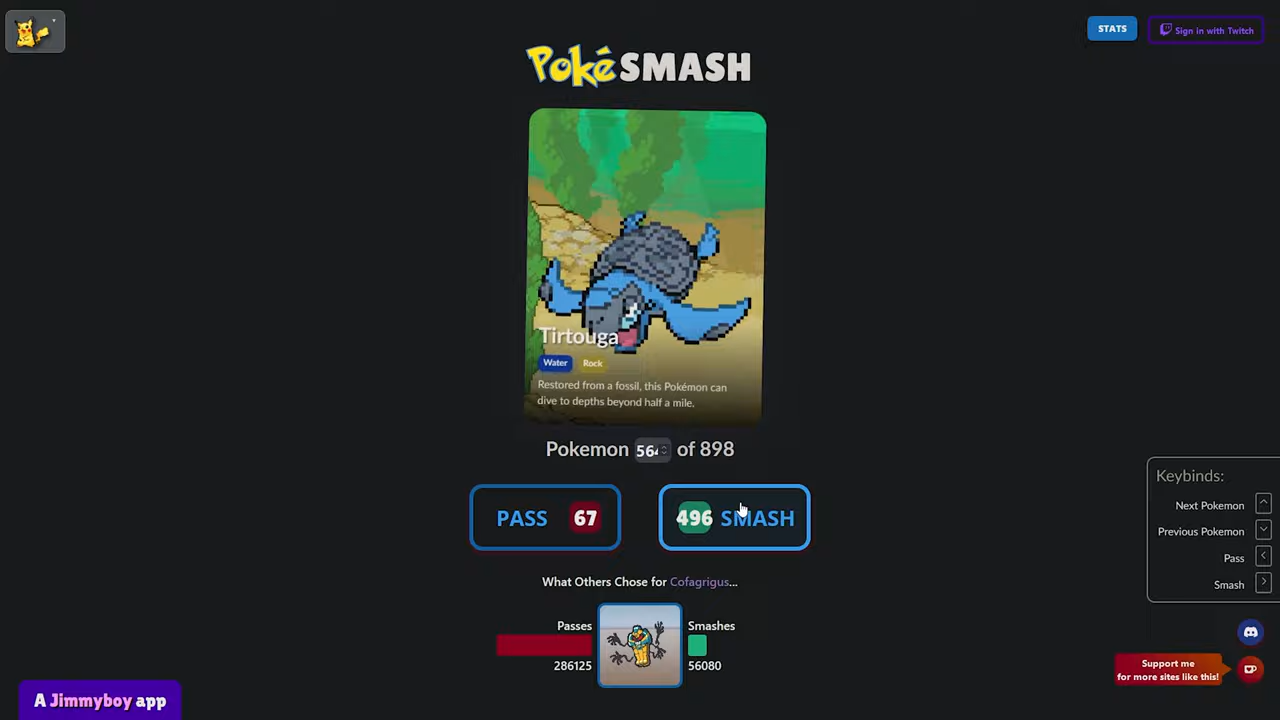 STATS
Sign in with Twitch
PokéSMASH
Tirtouga
Water
Rock
Restored from a fossil, this Pokémon can
dive to depths beyond half a mile.
Pokemon 564 of 898
PASS 67
496 SMASH
Keybinds:
Next Pokemon
Previous Pokemon
Pass
Smash
What Others Chose for Cofagrigus...
Passes
286125
Smashes
56080
Support me
for more sites like this!
A Jimmyboy app